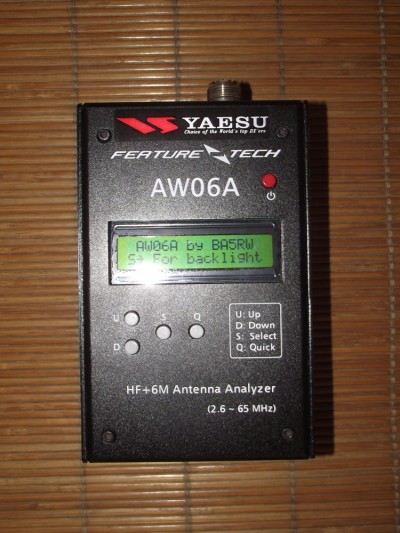 YAESU
Choice of the World's top DX'ers
FEATURE TECH
AW06A
AW06A by BA5RW
S+ For backlight
U S Q
D
U: Up
D: Down
S: Select
Q: Quick
HF+6M Antenna Analyzer
(2.6 ~ 65 MHz)